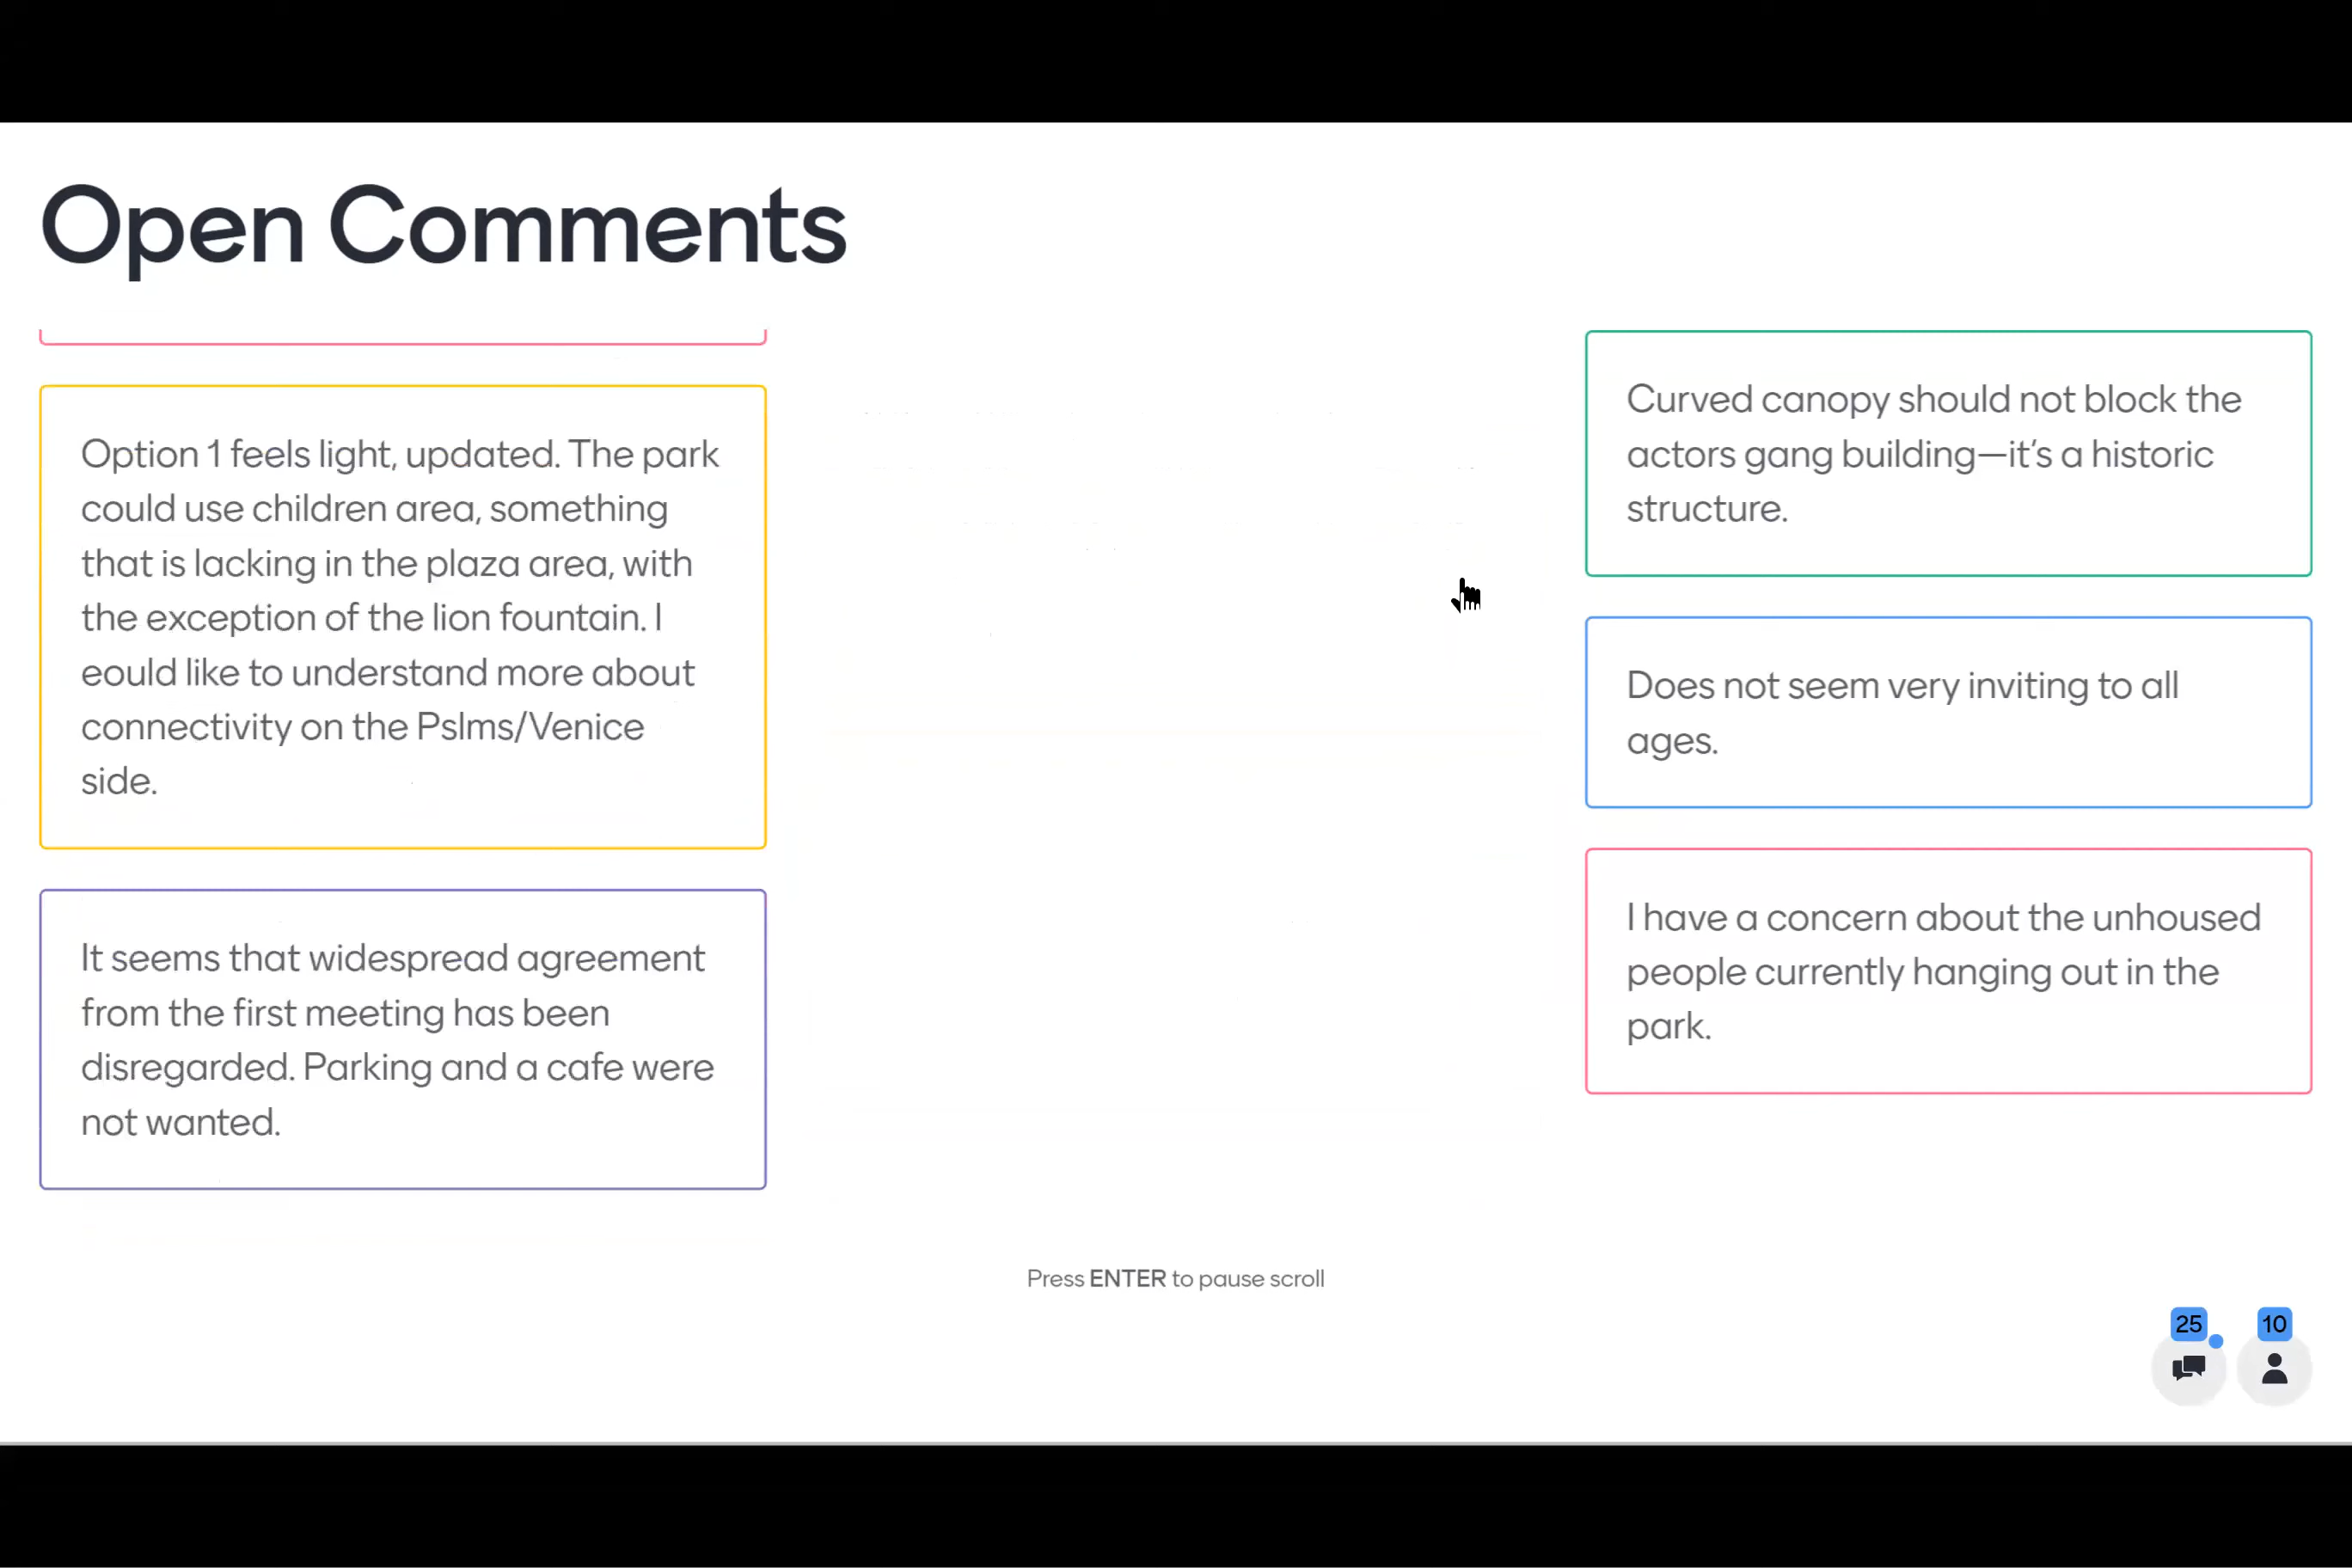 Open Comments
Option 1 feels light, updated. The park
could use children area, something
that is lacking in the plaza area, with
the exception of the lion fountain. I
eould like to understand more about
connectivity on the Pslms/Venice
side.
It seems that widespread agreement
from the first meeting has been
disregarded. Parking and a cafe were
not wanted.
Curved canopy should not block the
actors gang building—it's a historic
structure.
Does not seem very inviting to all
ages.
I have a concern about the unhoused
people currently hanging out in the
park.
Press ENTER to pause scroll
25
10